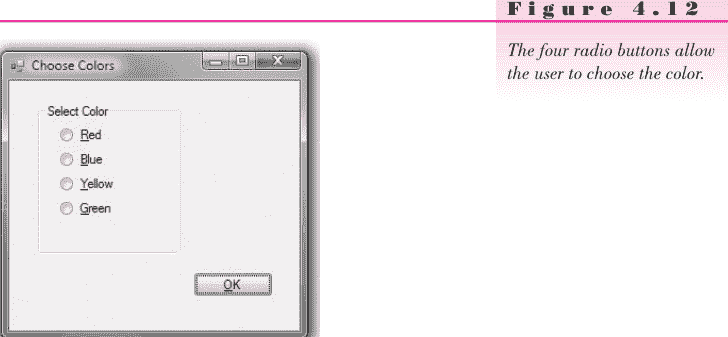 Figure 4.12
The four radio buttons allow
the user to choose the color.
Choose Colors
Select Color
Red
Blue
Yellow
Green
OK